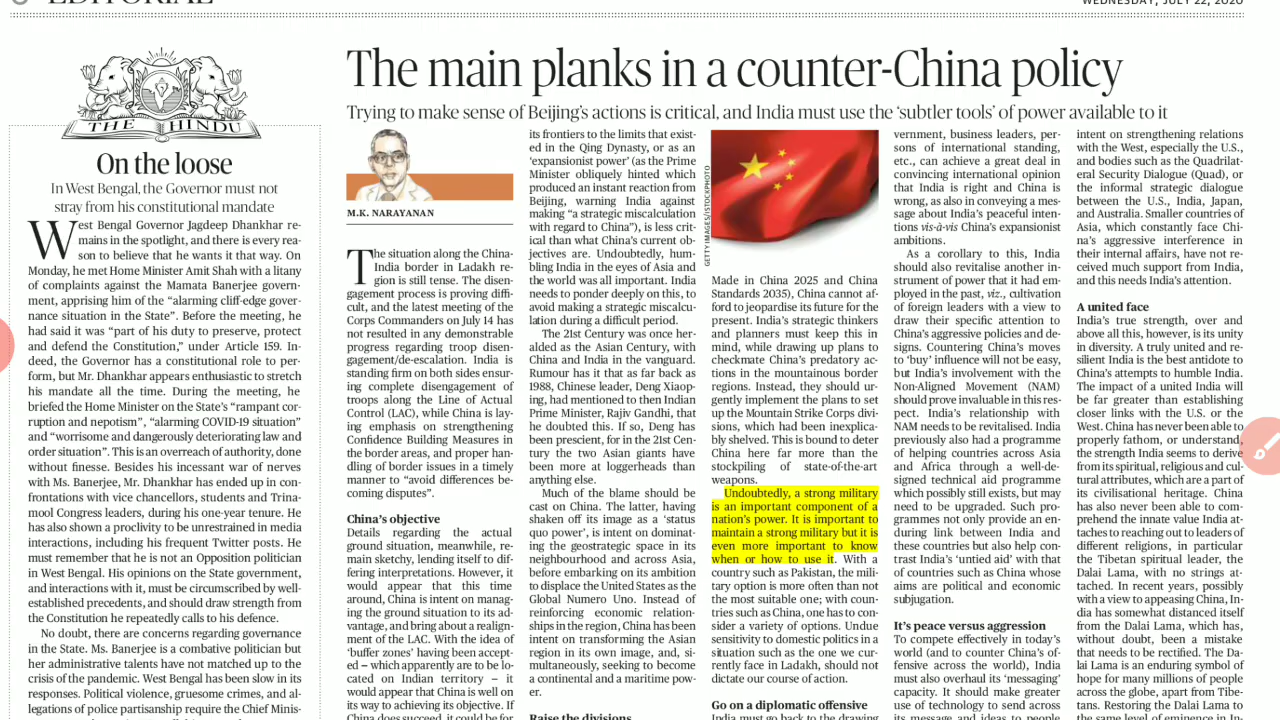 EDITORIAL
WEDNESDAY, JULY 22, 2020
THE HINDU
On the loose
In West Bengal, the Governor must not
stray from his constitutional mandate
West Bengal Governor Jagdeep Dhankhar re-
mains in the spotlight, and there is every rea-
son to believe that he wants it that way. On
Monday, he met Home Minister Amit Shah with a litany
of complaints against the Mamata Banerjee govern-
ment, apprising him of the “alarming cliff-edge gover-
nance situation in the State”. Before the meeting, he
had said it was “part of his duty to preserve, protect
and defend the Constitution,” under Article 159. In-
deed, the Governor has a constitutional role to per-
form, but Mr. Dhankhar appears enthusiastic to stretch
his mandate all the time. During the meeting, he
briefed the Home Minister on the State’s “rampant cor-
ruption and nepotism”, “alarming COVID-19 situation”
and “worrisome and dangerously deteriorating law and
order situation”. This is an overreach of authority, done
without finesse. Besides his incessant war of nerves
with Ms. Banerjee, Mr. Dhankhar has ended up in con-
frontations with vice chancellors, students and Trina-
mool Congress leaders, during his one-year tenure. He
has also shown a proclivity to be unrestrained in media
interactions, including his frequent Twitter posts. He
must remember that he is not an Opposition politician
in West Bengal. His opinions on the State government,
and interactions with it, must be circumscribed by well-
established precedents, and should draw strength from
the Constitution he repeatedly calls to his defence.
No doubt, there are concerns regarding governance
in the State. Ms. Banerjee is a combative politician but
her administrative talents have not matched up to the
crisis of the pandemic. West Bengal has been slow in its
responses. Political violence, gruesome crimes, and al-
legations of police partisanship require the Chief Minis-
The main planks in a counter-China policy
Trying to make sense of Beijing’s actions is critical, and India must use the ‘subtler tools’ of power available to it
M.K. NARAYANAN
The situation along the China-
India border in Ladakh re-
gion is still tense. The disen-
gagement process is proving diffi-
cult, and the latest meeting of the
Corps Commanders on July 14 has
not resulted in any demonstrable
progress regarding troop disen-
gagement/de-escalation. India is
standing firm on both sides ensur-
ing complete disengagement of
troops along the Line of Actual
Control (LAC), while China is lay-
ing emphasis on strengthening
Confidence Building Measures in
the border areas, and proper han-
dling of border issues in a timely
manner to “avoid differences be-
coming disputes”.
China’s objective
Details regarding the actual
ground situation, meanwhile, re-
main sketchy, lending itself to dif-
fering interpretations. However, it
would appear that this time
around, China is intent on manag-
ing the ground situation to its ad-
vantage, and bring about a realign-
ment of the LAC. With the idea of
‘buffer zones’ having been accept-
ed – which apparently are to be lo-
cated on Indian territory – it
would appear that China is well on
its way to achieving its objective. If
China does succeed, it could be for
its frontiers to the limits that exist-
ed in the Qing Dynasty, or as an
‘expansionist power’ (as the Prime
Minister obliquely hinted which
produced an instant reaction from
Beijing, warning India against
making “a strategic miscalculation
with regard to China”), is less crit-
ical than what China’s current ob-
jectives are. Undoubtedly, hum-
bling India in the eyes of Asia and
the world was all important. India
needs to ponder deeply on this, to
avoid making a strategic miscalcu-
lation during a difficult period.
The 21st Century was once her-
alded as the Asian Century, with
China and India in the vanguard.
Rumour has it that as far back as
1988, Chinese leader, Deng Xiaop-
ing, had mentioned to then Indian
Prime Minister, Rajiv Gandhi, that
he doubted this. If so, Deng has
been prescient, for in the 21st Cen-
tury the two Asian giants have
been more at loggerheads than
anything else.
Much of the blame should be
cast on China. The latter, having
shaken off its image as a ‘status
quo power’, is intent on dominat-
ing the geostrategic space in its
neighbourhood and across Asia,
before embarking on its ambition
to displace the United States as the
Global Numero Uno. Instead of
reinforcing economic relation-
ships in the region, China has been
intent on transforming the Asian
region in its own image, and, si-
multaneously, seeking to become
a continental and a maritime pow-
er.
Raise the divisions
GETTY IMAGES/ISTOCKPHOTO
Made in China 2025 and China
Standards 2035), China cannot af-
ford to jeopardise its future for the
present. India’s strategic thinkers
and planners must keep this in
mind, while drawing up plans to
checkmate China’s predatory ac-
tions in the mountainous border
regions. Instead, they should ur-
gently implement the plans to set
up the Mountain Strike Corps divi-
sions, which had been inexplica-
bly shelved. This is bound to deter
China here far more than the
stockpiling of state-of-the-art
weapons.
Undoubtedly, a strong military
is an important component of a
nation’s power. It is important to
maintain a strong military but it is
even more important to know
when or how to use it. With a
country such as Pakistan, the mili-
tary option is more often than not
the most suitable one; with coun-
tries such as China, one has to con-
sider a variety of options. Undue
sensitivity to domestic politics in a
situation such as the one we cur-
rently face in Ladakh, should not
dictate our course of action.
Go on a diplomatic offensive
India must go back to the drawing
vernment, business leaders, per-
sons of international standing,
etc., can achieve a great deal in
convincing international opinion
that India is right and China is
wrong, as also in conveying a mes-
sage about India’s peaceful inten-
tions vis-à-vis China’s expansionist
ambitions.
As a corollary to this, India
should also revitalise another in-
strument of power that it had em-
ployed in the past, viz., cultivation
of foreign leaders with a view to
draw their specific attention to
China’s aggressive policies and de-
signs. Countering China’s moves
to ‘buy’ influence will not be easy,
but India’s involvement with the
Non-Aligned Movement (NAM)
should prove invaluable in this res-
pect. India’s relationship with
NAM needs to be revitalised. India
previously also had a programme
of helping countries across Asia
and Africa through a well-de-
signed technical aid programme
which possibly still exists, but may
need to be upgraded. Such pro-
grammes not only provide an en-
during link between India and
these countries but also help con-
trast India’s ‘untied aid’ with that
of countries such as China whose
aims are political and economic
subjugation.
It’s peace versus aggression
To compete effectively in today’s
world (and to counter China’s of-
fensive across the world), India
must also overhaul its ‘messaging’
capacity. It should make greater
use of technology to send across
its message and ideas to people
intent on strengthening relations
with the West, especially the U.S.,
and bodies such as the Quadrilat-
eral Security Dialogue (Quad), or
the informal strategic dialogue
between the U.S., India, Japan,
and Australia. Smaller countries of
Asia, which constantly face Chi-
na’s aggressive interference in
their internal affairs, have not re-
ceived much support from India,
and this needs India’s attention.
A united face
India’s true strength, over and
above all this, however, is its unity
in diversity. A truly united and re-
silient India is the best antidote to
China’s attempts to humble India.
The impact of a united India will
be far greater than establishing
closer links with the U.S. or the
West. China has never been able to
properly fathom, or understand,
the strength India seems to derive
from its spiritual, religious and cul-
tural attributes, which are a part of
its civilisational heritage. China
has also never been able to com-
prehend the innate value India at-
taches to reaching out to leaders of
different religions, in particular
the Tibetan spiritual leader, the
Dalai Lama, with no strings at-
tached. In recent years, possibly
with a view to appeasing China, In-
dia has somewhat distanced itself
from the Dalai Lama, which has,
without doubt, been a mistake
that needs to be rectified. The Da-
lai Lama is an enduring symbol of
hope for many millions of people
across the globe, apart from Tibe-
tans. Restoring the Dalai Lama to